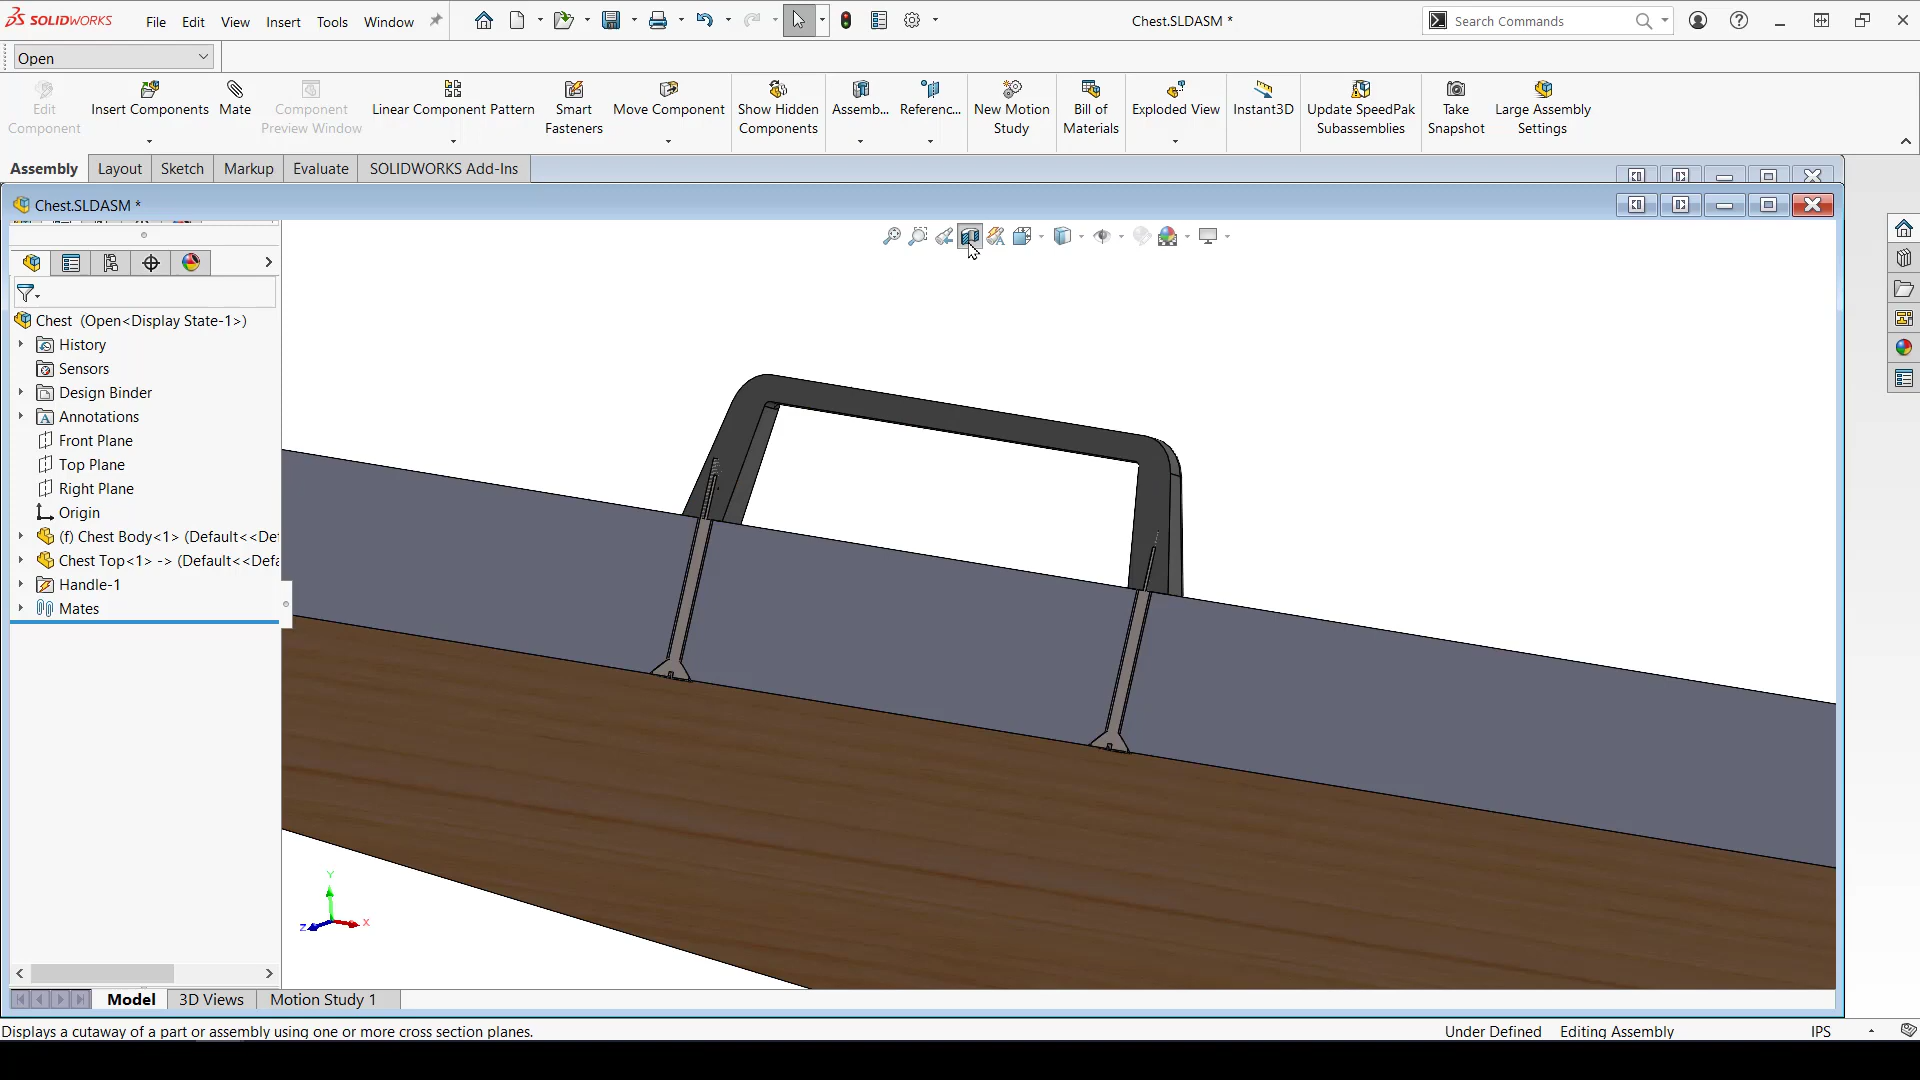 SOLIDWORKS File Edit View Insert Tools Window Chest.SLDASM * Search Commands
Open
Edit Component
Insert Components
Mate
Component Preview Window
Linear Component Pattern
Smart Fasteners
Move Component
Show Hidden Components
Assemb...
Referenc...
New Motion Study
Bill of Materials
Exploded View
Instant3D
Update SpeedPak Subassemblies
Take Snapshot
Large Assembly Settings
Assembly Layout Sketch Markup Evaluate SOLIDWORKS Add-Ins
Chest.SLDASM *
Chest (Open<Display State-1>)
History
Sensors
Design Binder
Annotations
Front Plane
Top Plane
Right Plane
Origin
(f) Chest Body<1> (Default<<De
Chest Top<1> -> (Default<<Defa
Handle-1
Mates
Y
X
Z
Model 3D Views Motion Study 1
Displays a cutaway of a part or assembly using one or more cross section planes. Under Defined Editing Assembly IPS